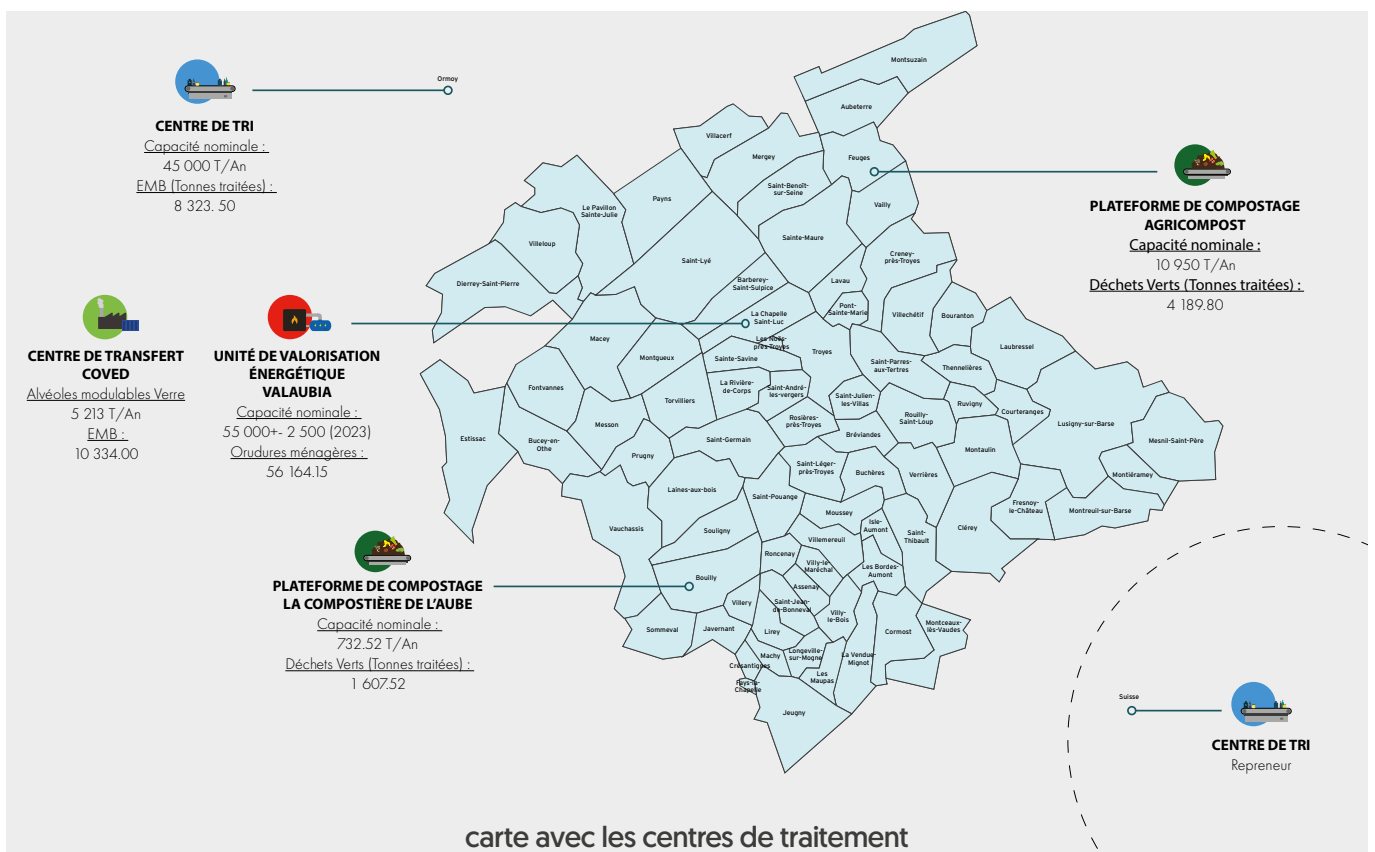 Ormoy
CENTRE DE TRI
Capacité nominale :
45 000 T/An
EMB (Tonnes traitées) :
8 323. 50
CENTRE DE TRANSFERT
COVED
Alvéoles modulables Verre
5 213 T/An
EMB :
10 334.00
UNITÉ DE VALORISATION
ÉNERGÉTIQUE
VALAUBIA
Capacité nominale :
55 000+- 2 500 (2023)
Orudures ménagères :
56 164.15
PLATEFORME DE COMPOSTAGE
LA COMPOSTIÈRE DE L'AUBE
Capacité nominale :
732.52 T/An
Déchets Verts (Tonnes traitées) :
1 607.52
PLATEFORME DE COMPOSTAGE
AGRICOMPOST
Capacité nominale :
10 950 T/An
Déchets Verts (Tonnes traitées) :
4 189.80
Montsuzain
Aubeterre
Villacerf
Mergey
Feuges
Saint-Benoît-
sur-Seine
Payns
Vailly
Le Pavillon
Sainte-Julie
Sainte-Maure
Villeloup
Creney-
près-Troyes
Saint-Lyé
Dierrey-Saint-Pierre
Barberey-
Saint-Sulpice
Lavau
Pont-
Sainte-Marie
La Chapelle
Saint-Luc
Villechétif
Bouranton
Macey
Les Noës-
près Troyes
Troyes
Laubressel
Montgueux
Sainte-Savine
Saint-Parres-
aux-Tertres
Thennelières
Fontvannes
La Rivière-
de-Corps
Saint-André-
les-vergers
Torvilliers
Saint-Julien-
les-Villas
Ruvigny
Courteranges
Messon
Rosières-
près-Troyes
Rouilly-
Saint-Loup
Lusigny-sur-Barse
Estissac
Bucey-en-
Othe
Saint-Germain
Bréviandes
Mesnil-Saint-Père
Prugny
Montaulin
Saint-Léger-
près-Troyes
Buchères
Verrières
Montiéramey
Laines-aux-bois
Saint-Pouange
Fresnoy-
le-Château
Montreuil-sur-Barse
Moussey
Vauchassis
Souligny
Isle-
Aumont
Saint-
Thibault
Clérey
Villemereuil
Roncenay
Villy-le-
Maréchal
Les Bordes-
Aumont
Bouilly
Assenay
Villery
Saint-Jean-
de-Bonneval
Villy-
le-Bois
Sommeval
Javernant
Lirey
Cormost
Montceaux-
lès-Vaudes
Machy
Longeville-
sur-Mogne
La Vendue-
Mignot
Crésantignes
Les
Maupas
Fays-la-
Chapelle
Jeugny
Suisse
CENTRE DE TRI
Repreneur
carte avec les centres de traitement